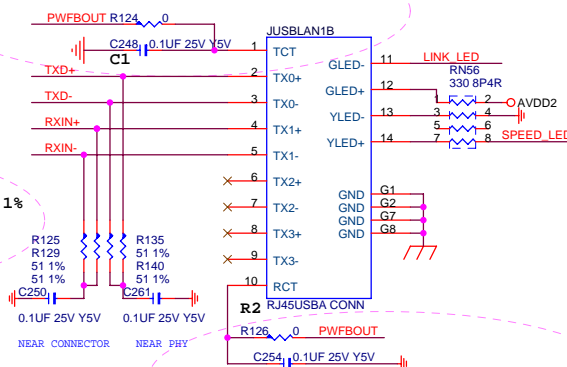 PWFBOUT R124 0
JUSBLAN1B
C248 0.1UF 25V Y5V
C1
1 TCT
GLED- 11 LINK_LED
RN56
330 8P4R
TXD+ 2 TX0+
GLED+ 12
1 2 AVDD2
TXD- 3 TX0-
YLED- 13 3 4
RXIN+ 4 TX1+
5 6
YLED+ 14 7 8 SPEED_LED
RXIN- 5 TX1-
6 TX2+
GND G1
1%
7 TX2-
GND G2
GND G7
8 TX3+
GND G8
R125 R135
R129 51 1%
51 1% R140
51 1% 51 1%
9 TX3-
10 RCT
C250 C261
R2 RJ45USBA CONN
0.1UF 25V Y5V 0.1UF 25V Y5V
R126 0 PWFBOUT
NEAR CONNECTOR NEAR PHY
C254 0.1UF 25V Y5V